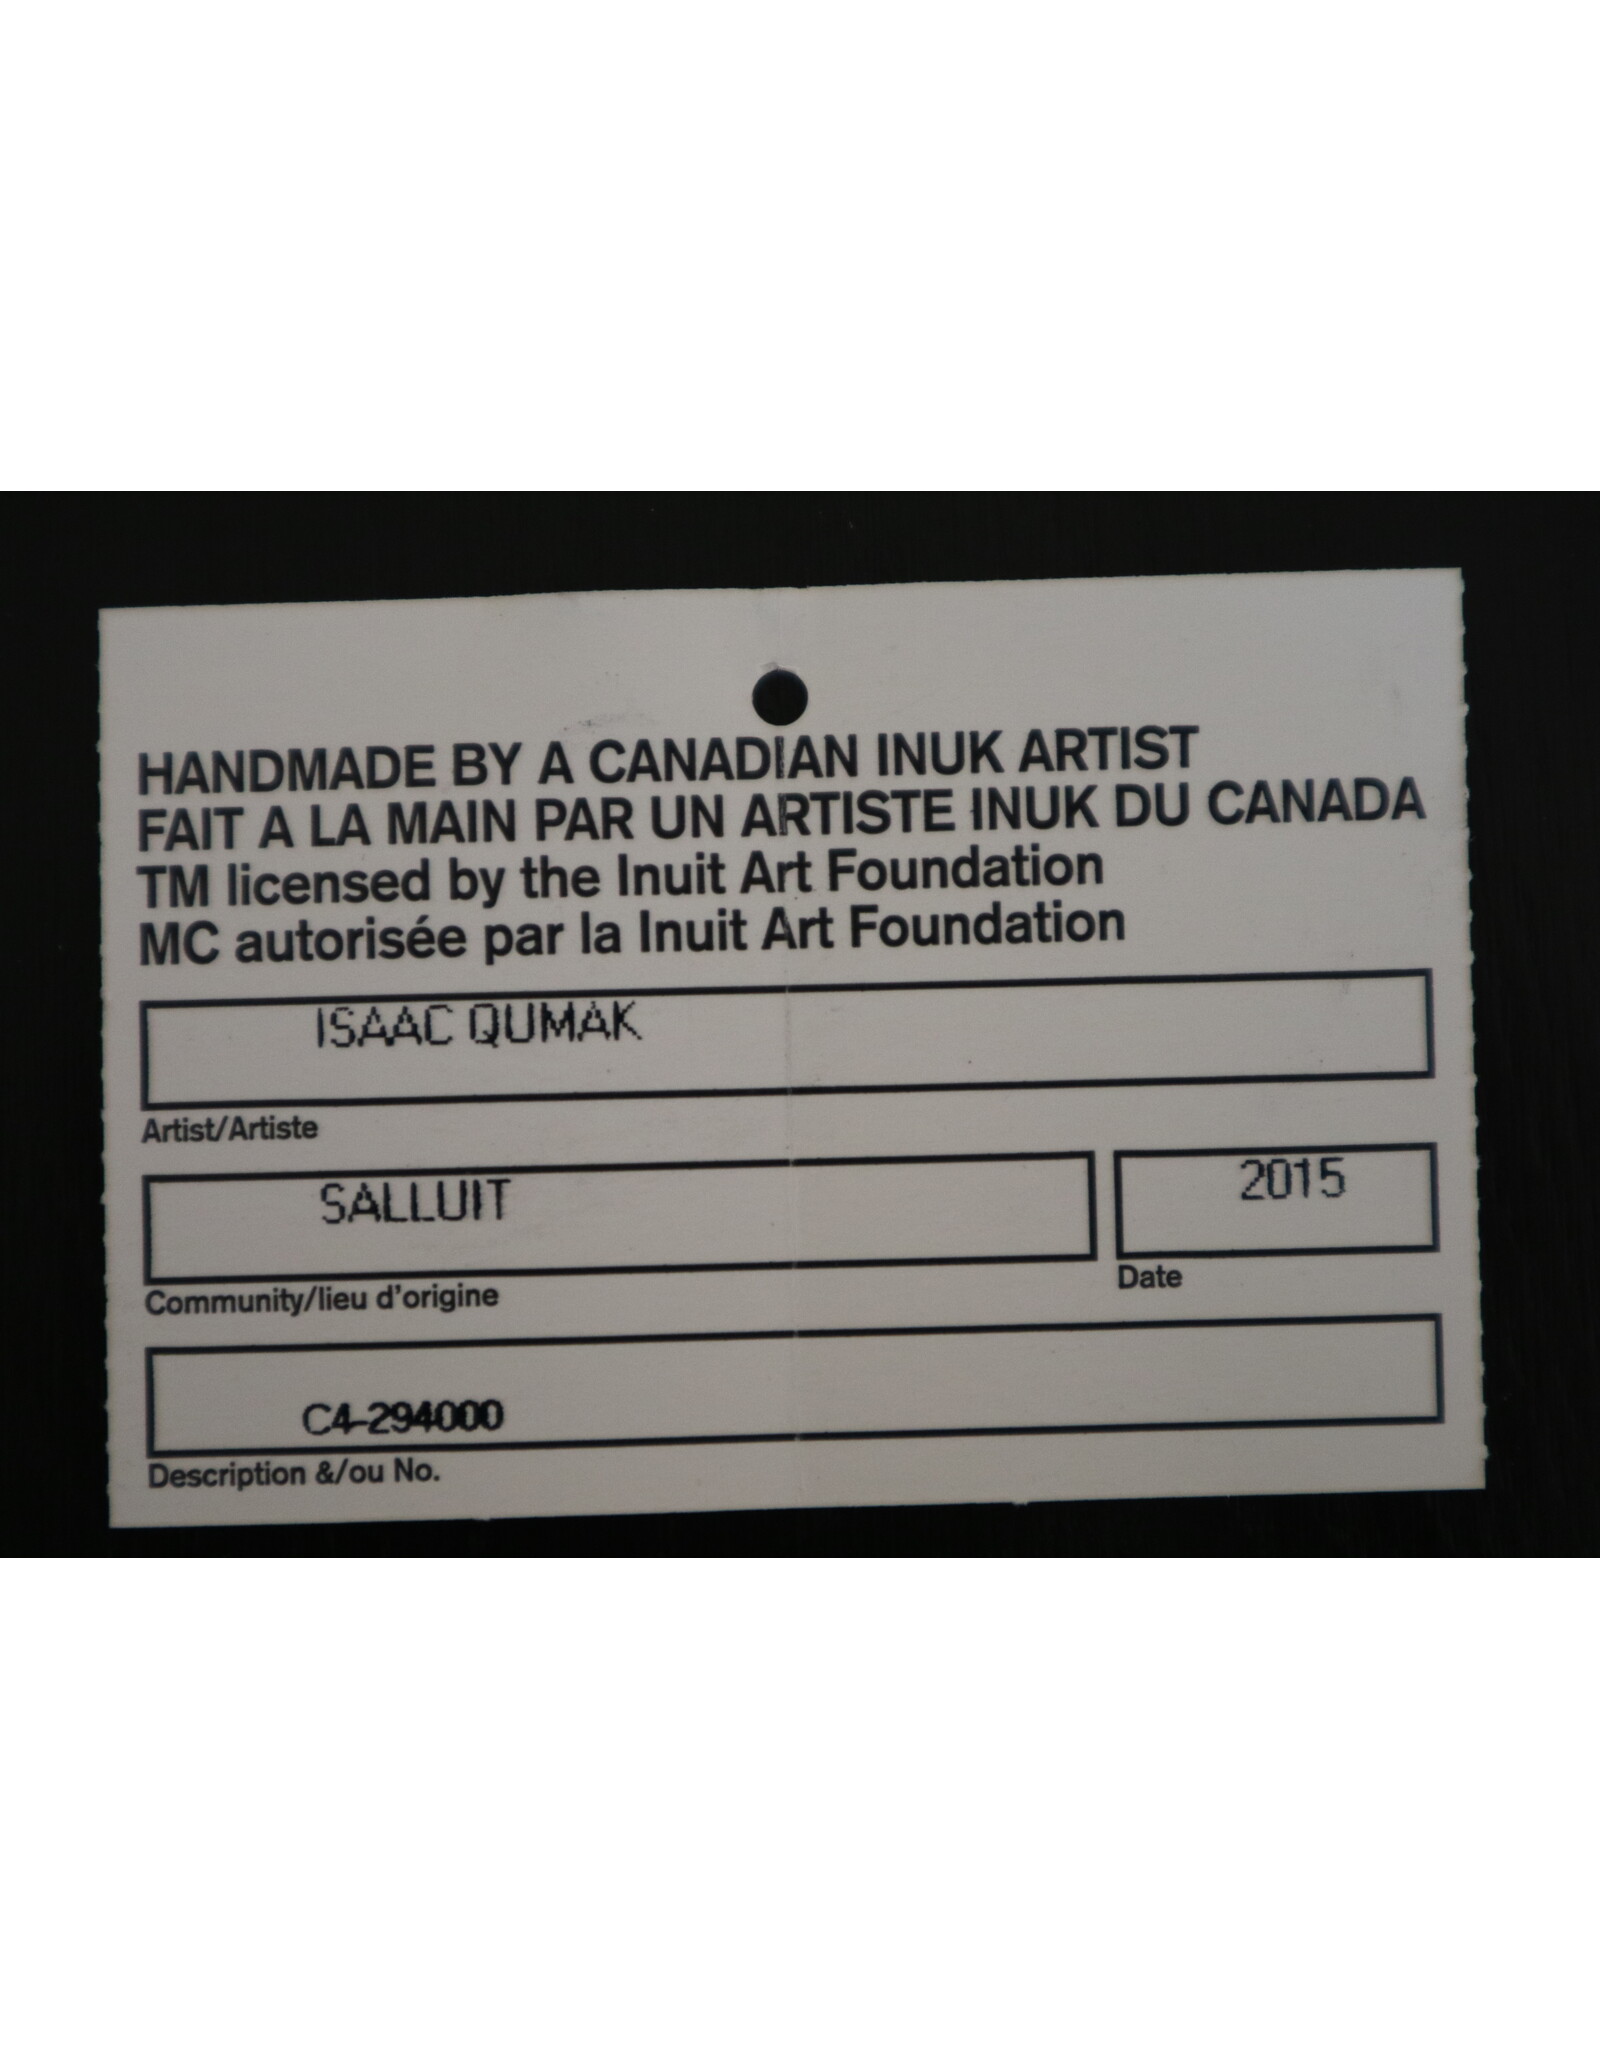 HANDMADE BY A CANADIAN INUK ARTIST
FAIT A LA MAIN PAR UN ARTISTE INUK DU CANADA
TM licensed by the Inuit Art Foundation
MC autorisée par la Inuit Art Foundation
ISAAC QUMAK
Artist/Artiste
SALLUIT
2015
Community/lieu d'origine
Date
C4-294000
Description &/ou No.